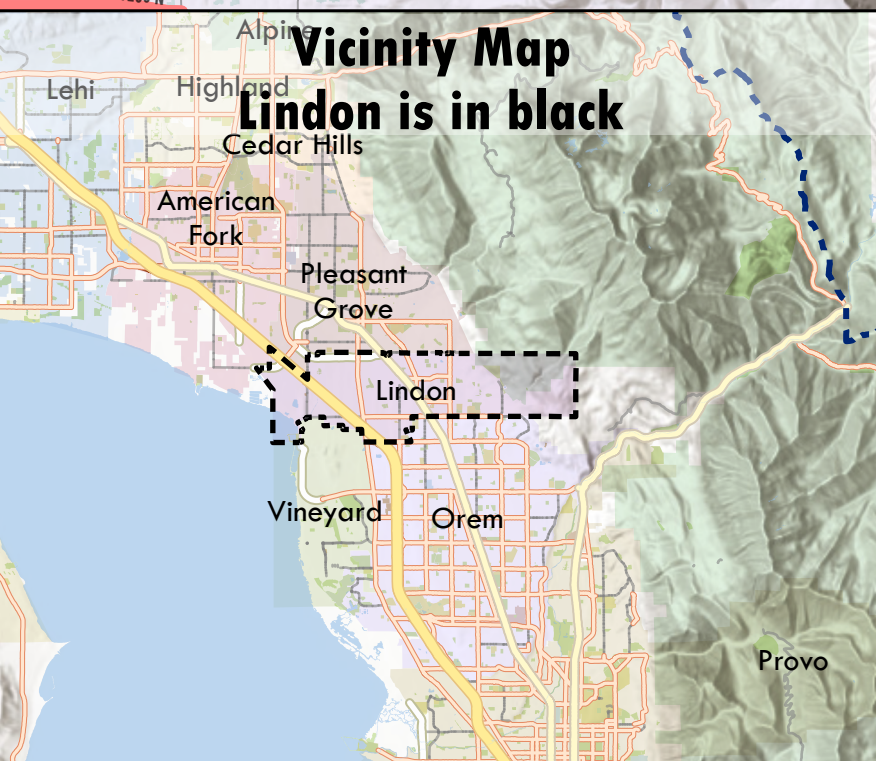 Vicinity Map
Lindon is in black
Alpine
Lehi
Highland
Cedar Hills
American
Fork
Pleasant
Grove
Lindon
Vineyard
Orem
Provo